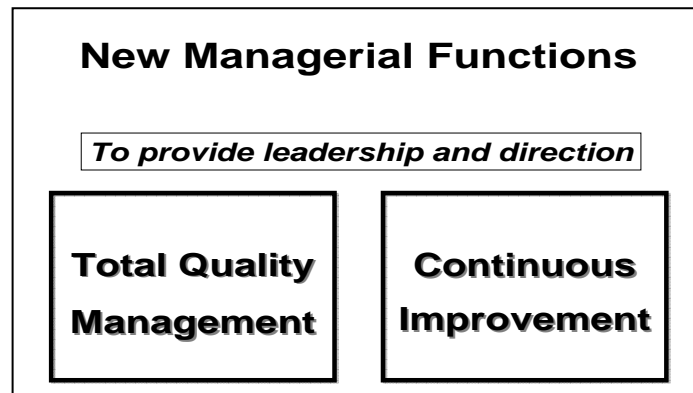 New Managerial Functions
To provide leadership and direction
Total Quality
Management
Continuous
Improvement